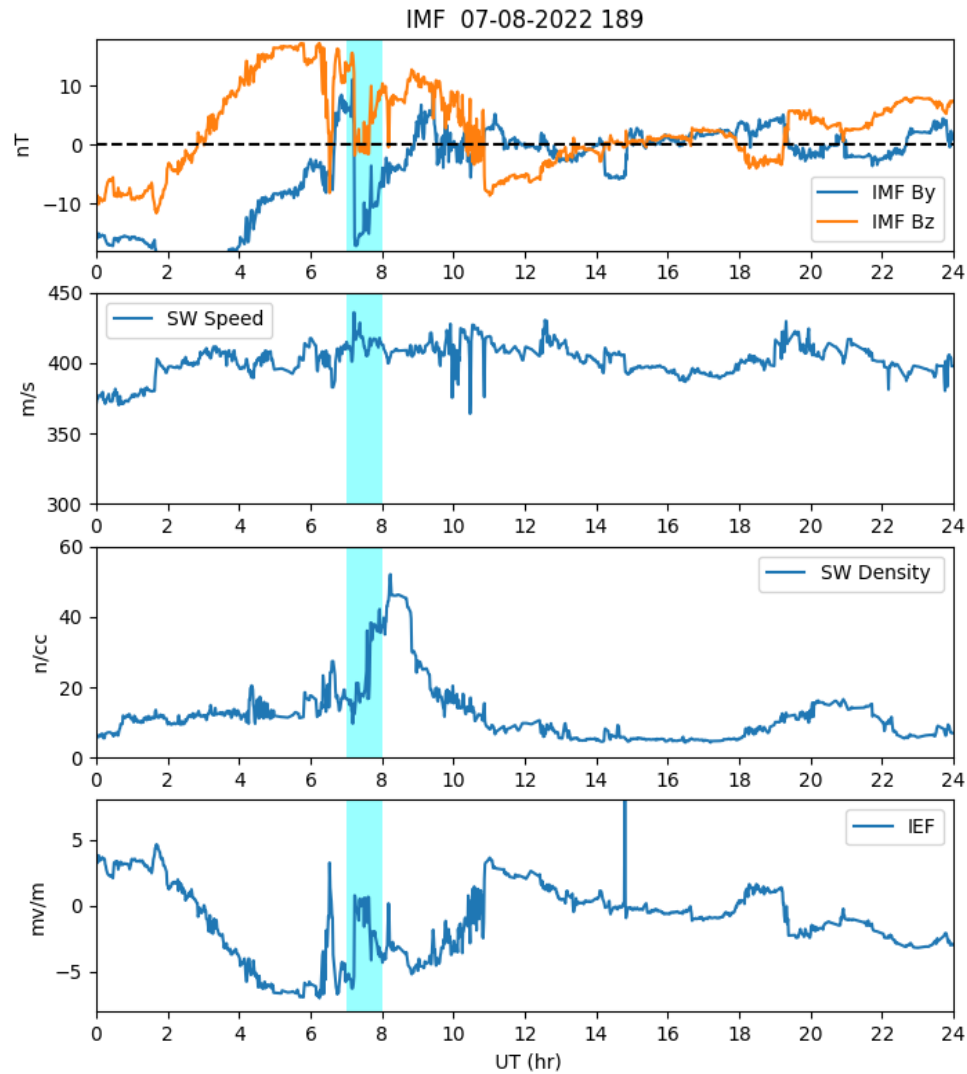 IMF 07-08-2022 189
10
0
−10
nT
IMF By
IMF Bz
0 2 4 6 8 10 12 14 16 18 20 22 24
450
400
350
300
m/s
SW Speed
0 2 4 6 8 10 12 14 16 18 20 22 24
60
40
20
0
n/cc
SW Density
0 2 4 6 8 10 12 14 16 18 20 22 24
5
0
−5
mv/m
IEF
0 2 4 6 8 10 12 14 16 18 20 22 24
UT (hr)